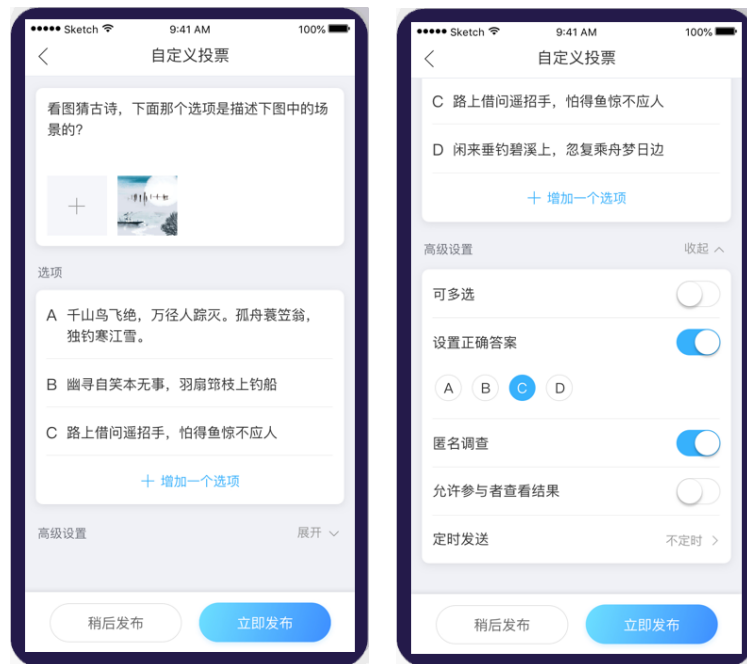 Sketch 9:41 AM 100%
自定义投票
看图猜古诗，下面那个选项是描述下图中的场
景的?
选项
A 千山鸟飞绝，万径人踪灭。孤舟蓑笠翁，
独钓寒江雪。
B 幽寻自笑本无事，羽扇筇枝上钓船
C 路上借问遥招手，怕得鱼惊不应人
＋ 增加一个选项
高级设置 展开
稍后发布 立即发布
Sketch 9:41 AM 100%
自定义投票
C 路上借问遥招手，怕得鱼惊不应人
D 闲来垂钓碧溪上，忽复乘舟梦日边
＋ 增加一个选项
高级设置 收起
可多选
设置正确答案
A B C D
匿名调查
允许参与者查看结果
定时发送 不定时
稍后发布 立即发布